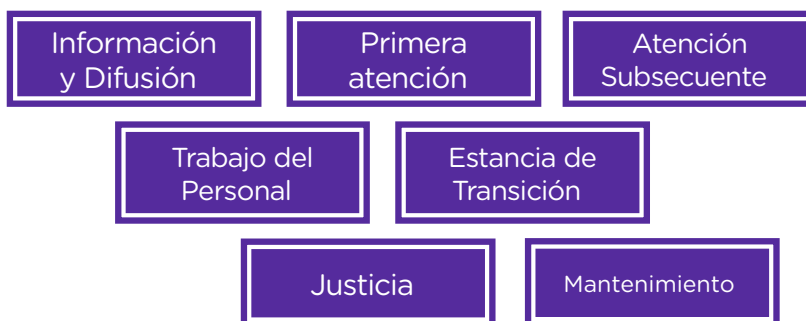 Información
y Difusión
Primera
atención
Atención
Subsecuente
Trabajo del
Personal
Estancia de
Transición
Justicia
Mantenimiento